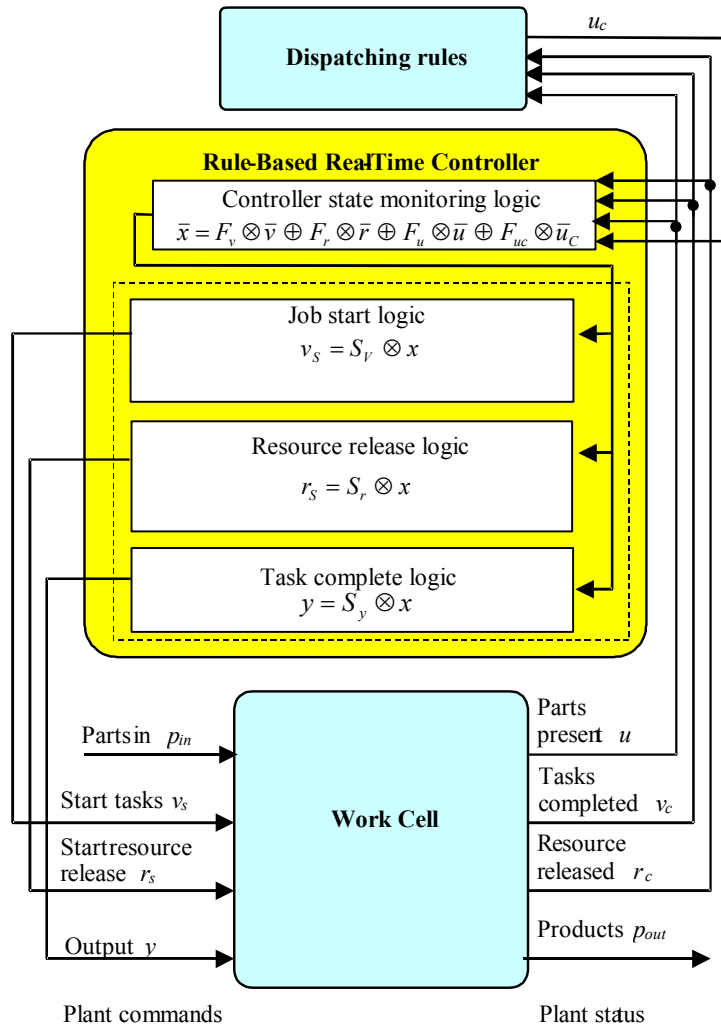 u_c
Dispatching rules
Rule-Based Real-Time Controller
Controller state monitoring logic
x̄ = F_v ⊗ v̄ ⊕ F_r ⊗ r̄ ⊕ F_u ⊗ ū ⊕ F_uc ⊗ ū_C
Job start logic
v_S = S_V ⊗ x
Resource release logic
r_S = S_r ⊗ x
Task complete logic
y = S_y ⊗ x
Parts in p_in
Start tasks v_s
Start resource
release r_s
Output y
Work Cell
Parts
present u
Tasks
completed v_c
Resource
released r_c
Products p_out
Plant commands
Plant status